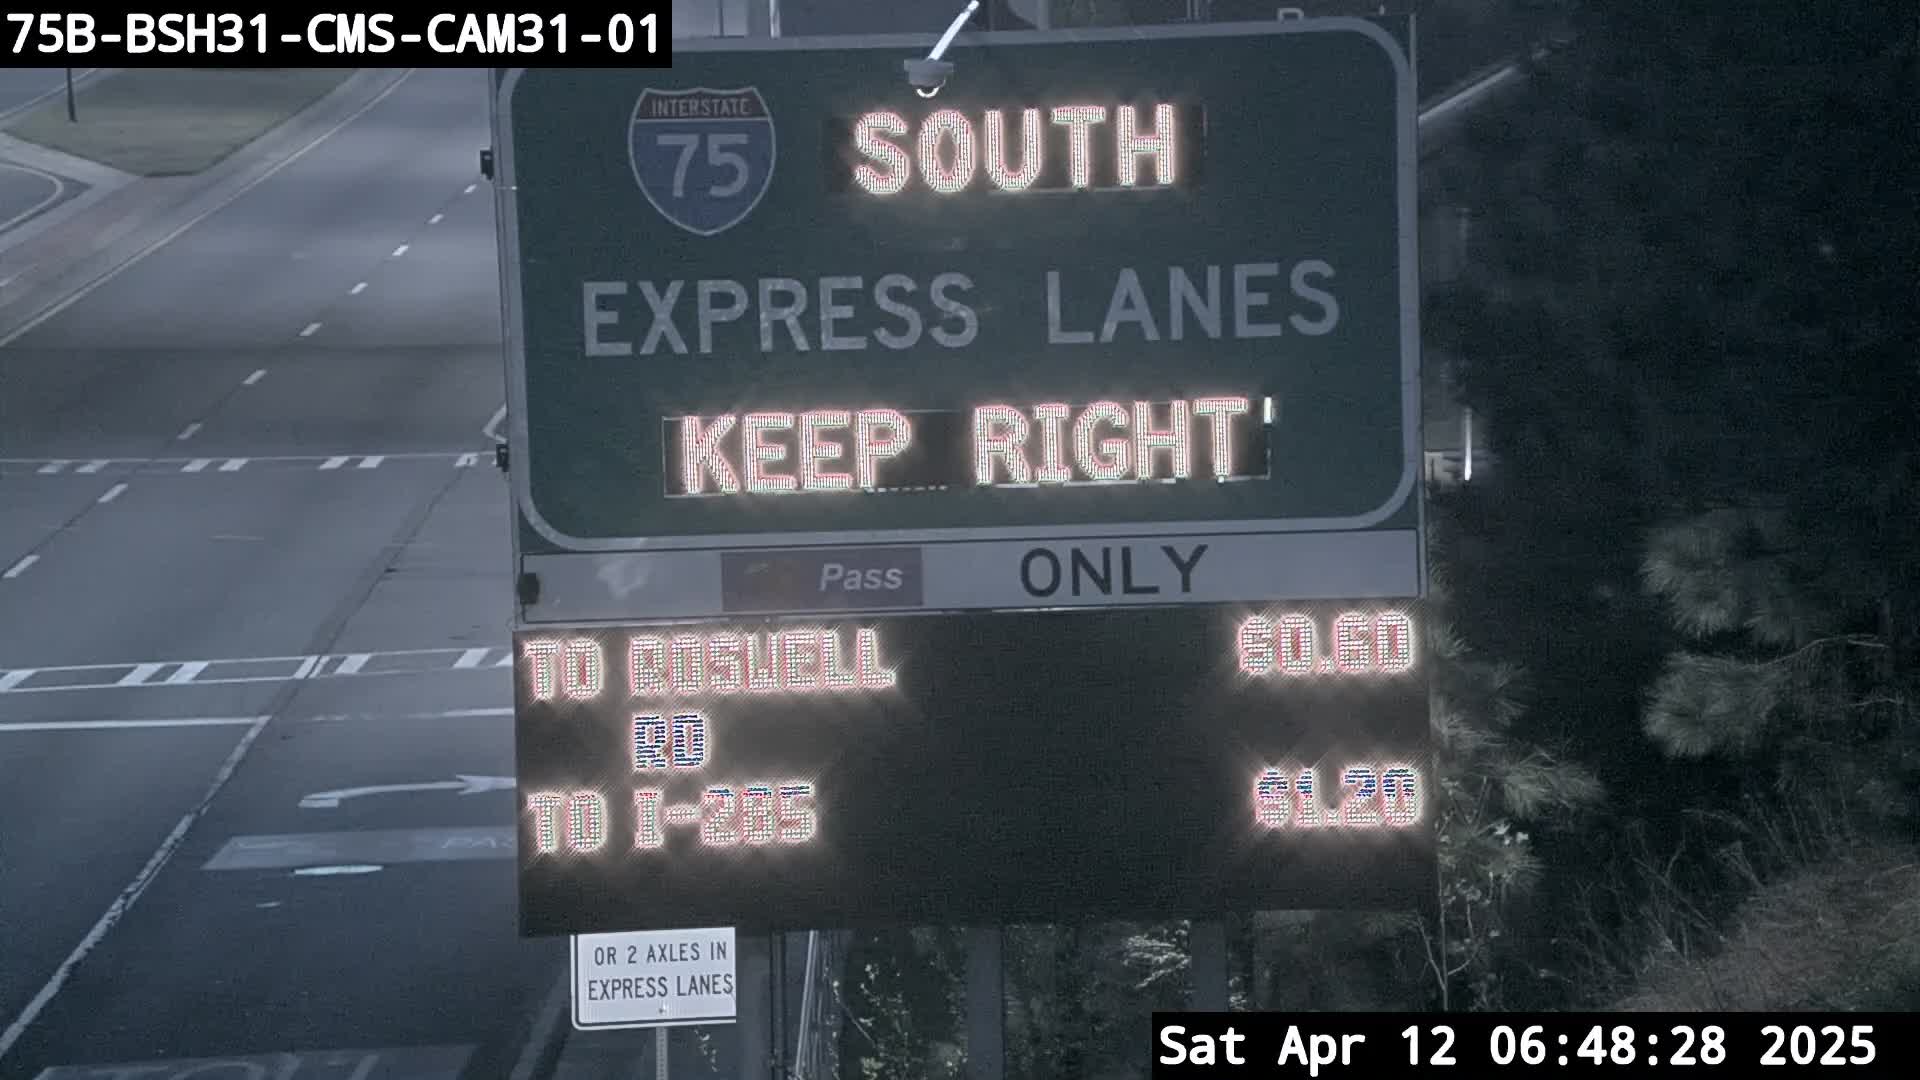 75B-BSH31-CMS-CAM31-01
INTERSTATE
75
SOUTH
EXPRESS LANES
KEEP RIGHT
Pass ONLY
TO ROSWELL $0.60
RD
TO I-285 $1.20
OR 2 AXLES IN
EXPRESS LANES
Sat Apr 12 06:48:28 2025